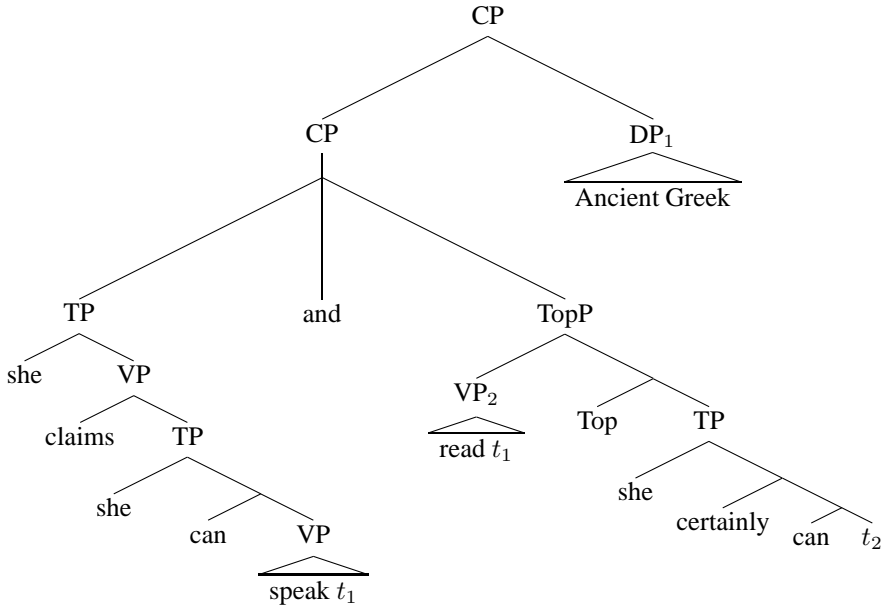 CP
CP DP₁
Ancient Greek
TP and TopP
she VP VP₂
claims TP read t₁ Top TP
she she
can VP certainly can t₂
speak t₁